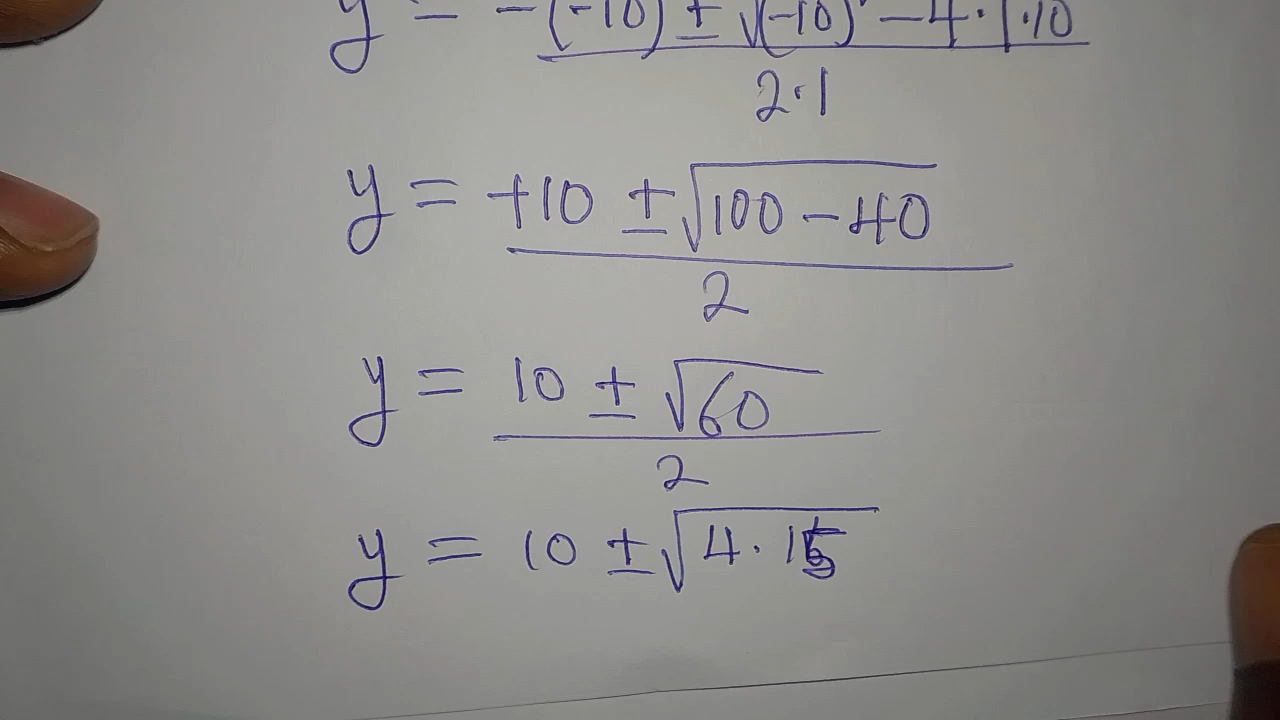 y = -(-10) ± √(-10)² - 4·1·10
2·1
y = +10 ± √100 - 40
2
y = 10 ± √60
2
y = 10 ± √4·15